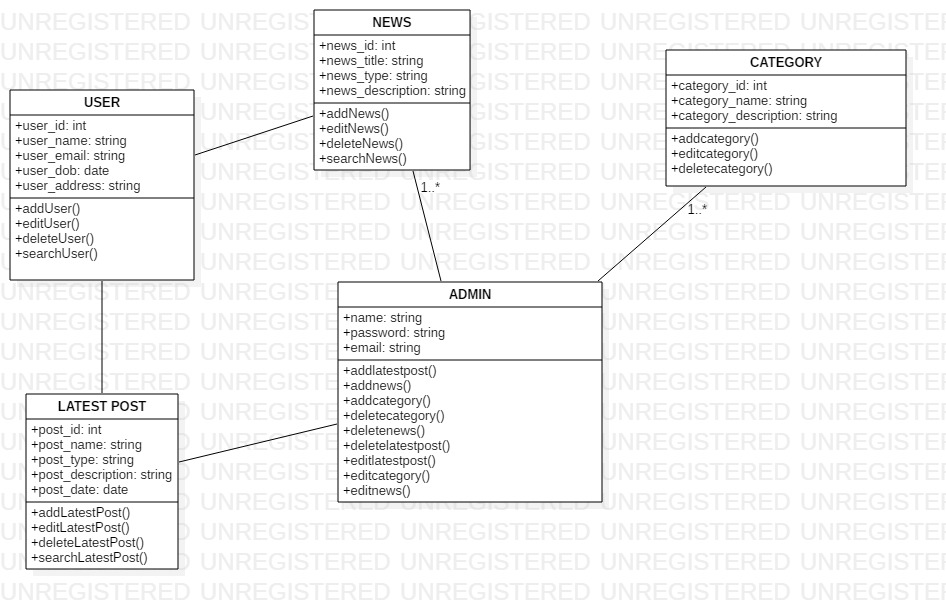 NEWS
+news_id: int
+news_title: string
+news_type: string
+news_description: string
+addNews()
+editNews()
+deleteNews()
+searchNews()
CATEGORY
+category_id: int
+category_name: string
+category_description: string
+addcategory()
+editcategory()
+deletecategory()
USER
+user_id: int
+user_name: string
+user_email: string
+user_dob: date
+user_address: string
+addUser()
+editUser()
+deleteUser()
+searchUser()
1..*
1..*
ADMIN
+name: string
+password: string
+email: string
+addlatestpost()
+addnews()
+addcategory()
+deletecategory()
+deletenews()
+deletelatestpost()
+editlatestpost()
+editcategory()
+editnews()
LATEST POST
+post_id: int
+post_name: string
+post_type: string
+post_description: string
+post_date: date
+addLatestPost()
+editLatestPost()
+deleteLatestPost()
+searchLatestPost()
UNREGISTERED